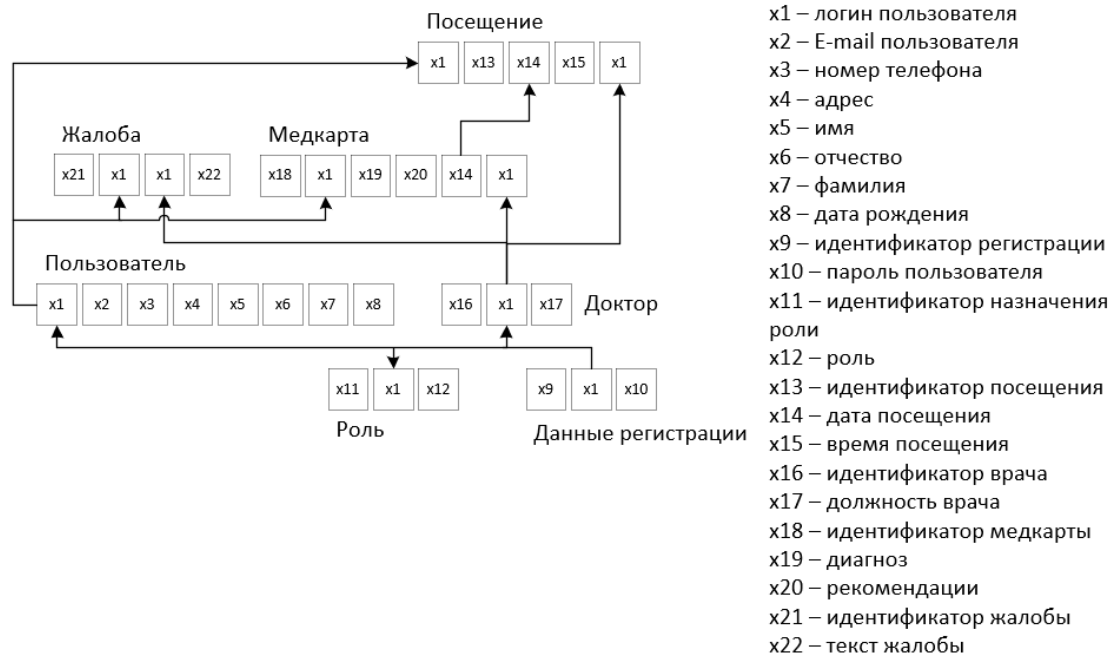 Посещение
x1 x13 x14 x15 x1
Жалоба Медкарта
x21 x1 x1 x22 x18 x1 x19 x20 x14 x1
Пользователь
x1 x2 x3 x4 x5 x6 x7 x8 x16 x1 x17 Доктор
x11 x1 x12 x9 x1 x10
Роль Данные регистрации
x1 – логин пользователя
x2 – E-mail пользователя
x3 – номер телефона
x4 – адрес
x5 – имя
x6 – отчество
x7 – фамилия
x8 – дата рождения
x9 – идентификатор регистрации
x10 – пароль пользователя
x11 – идентификатор назначения
роли
x12 – роль
x13 – идентификатор посещения
x14 – дата посещения
x15 – время посещения
x16 – идентификатор врача
x17 – должность врача
x18 – идентификатор медкарты
x19 – диагноз
x20 – рекомендации
x21 – идентификатор жалобы
x22 – текст жалобы